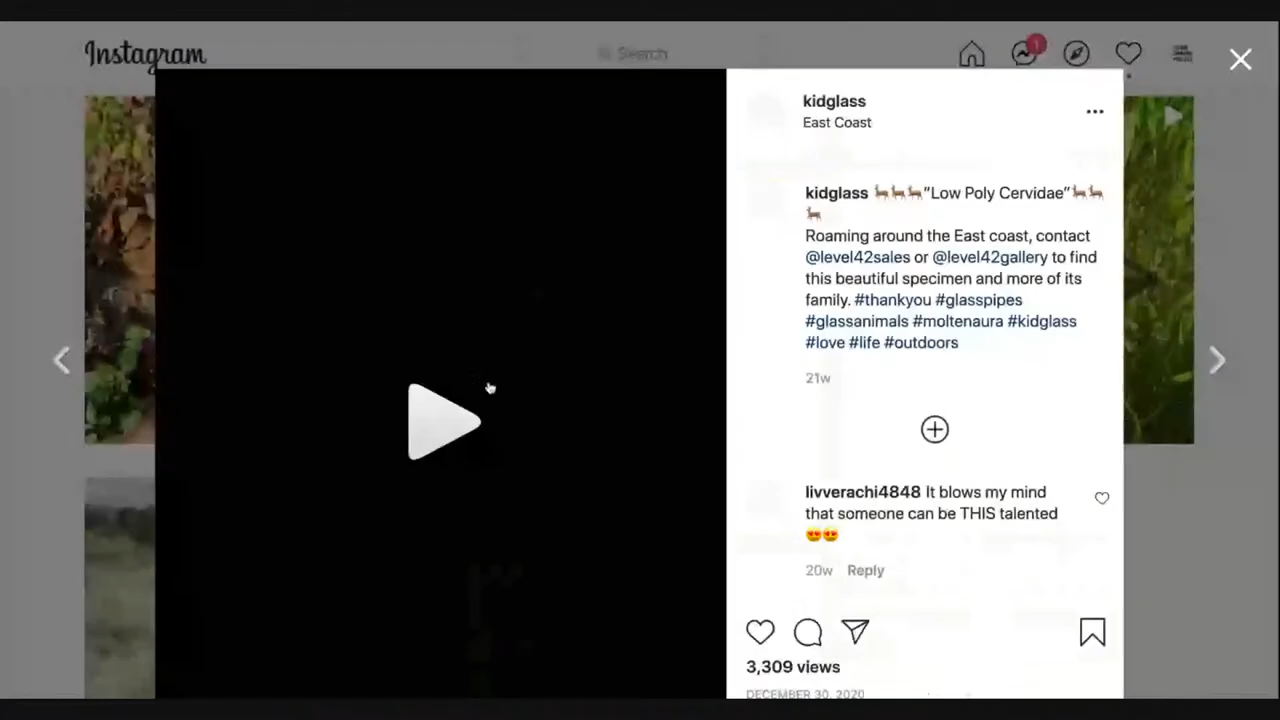 Instagram
Search
1
kidglass
East Coast
kidglass 🦌🦌🦌"Low Poly Cervidae"🦌🦌
🦌
Roaming around the East coast, contact
@level42sales or @level42gallery to find
this beautiful specimen and more of its
family. #thankyou #glasspipes
#glassanimals #moltenaura #kidglass
#love #life #outdoors
21w
livverachi4848 It blows my mind
that someone can be THIS talented
😍😍
20w Reply
3,309 views
DECEMBER 30, 2020